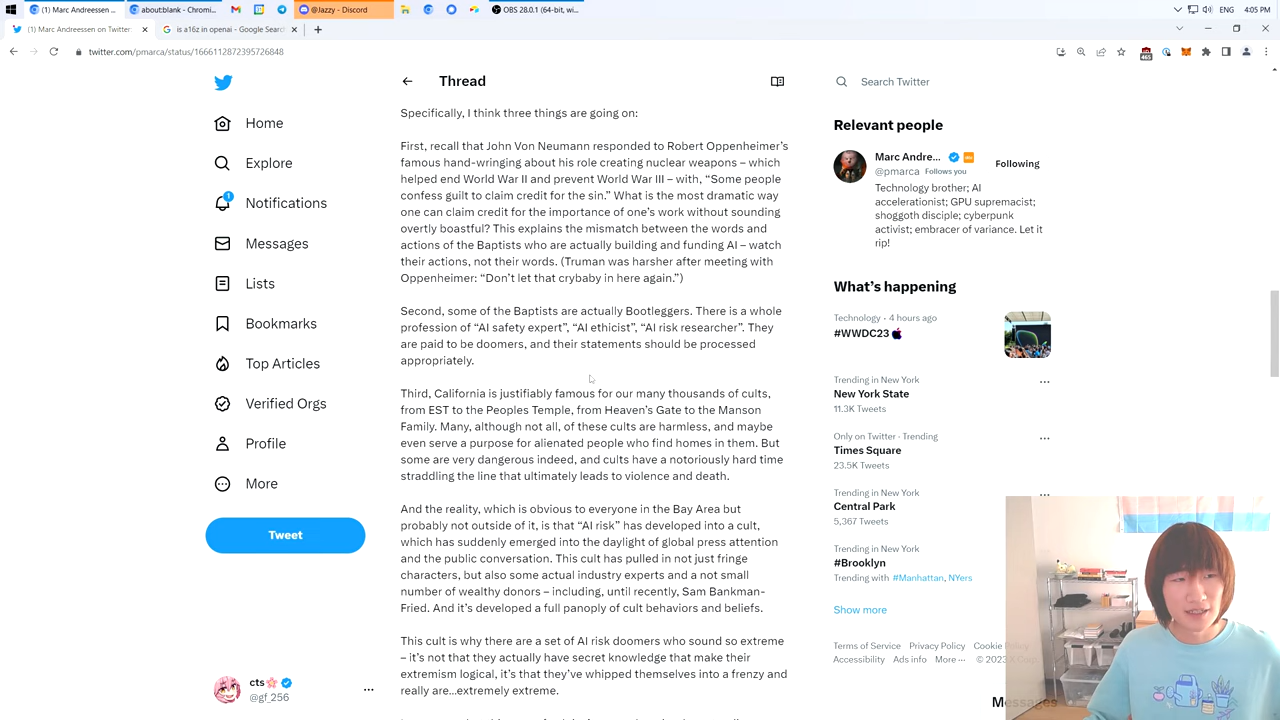 (1) Marc Andreessen ...
about:blank - Chromi...
@Jazzy - Discord
OBS 28.0.1 (64-bit, wi...
ENG
4:05 PM
(1) Marc Andreessen on Twitter:
is a16z in openai - Google Sear
twitter.com/pmarca/status/1666112872395726848
465
Home
Explore
1
Notifications
Messages
Lists
Bookmarks
Top Articles
Verified Orgs
Profile
More
Tweet
cts
@gf_256
Thread
Specifically, I think three things are going on:
First, recall that John Von Neumann responded to Robert Oppenheimer’s
famous hand-wringing about his role creating nuclear weapons – which
helped end World War II and prevent World War III – with, “Some people
confess guilt to claim credit for the sin.” What is the most dramatic way
one can claim credit for the importance of one’s work without sounding
overtly boastful? This explains the mismatch between the words and
actions of the Baptists who are actually building and funding AI – watch
their actions, not their words. (Truman was harsher after meeting with
Oppenheimer: “Don’t let that crybaby in here again.”)
Second, some of the Baptists are actually Bootleggers. There is a whole
profession of “AI safety expert”, “AI ethicist”, “AI risk researcher”. They
are paid to be doomers, and their statements should be processed
appropriately.
Third, California is justifiably famous for our many thousands of cults,
from EST to the Peoples Temple, from Heaven’s Gate to the Manson
Family. Many, although not all, of these cults are harmless, and maybe
even serve a purpose for alienated people who find homes in them. But
some are very dangerous indeed, and cults have a notoriously hard time
straddling the line that ultimately leads to violence and death.
And the reality, which is obvious to everyone in the Bay Area but
probably not outside of it, is that “AI risk” has developed into a cult,
which has suddenly emerged into the daylight of global press attention
and the public conversation. This cult has pulled in not just fringe
characters, but also some actual industry experts and a not small
number of wealthy donors – including, until recently, Sam Bankman-
Fried. And it’s developed a full panoply of cult behaviors and beliefs.
This cult is why there are a set of AI risk doomers who sound so extreme
– it’s not that they actually have secret knowledge that make their
extremism logical, it’s that they’ve whipped themselves into a frenzy and
really are...extremely extreme.
Search Twitter
Relevant people
Marc Andre...
@pmarca Follows you
Following
Technology brother; AI
accelerationist; GPU supremacist;
shoggoth disciple; cyberpunk
activist; embracer of variance. Let it
rip!
What’s happening
Technology · 4 hours ago
#WWDC23
Trending in New York
New York State
11.3K Tweets
Only on Twitter · Trending
Times Square
23.5K Tweets
Trending in New York
Central Park
5,367 Tweets
Trending in New York
#Brooklyn
Trending with #Manhattan, NYers
Show more
Terms of Service Privacy Policy Cookie
Accessibility Ads info More ··· © 2023
Messages